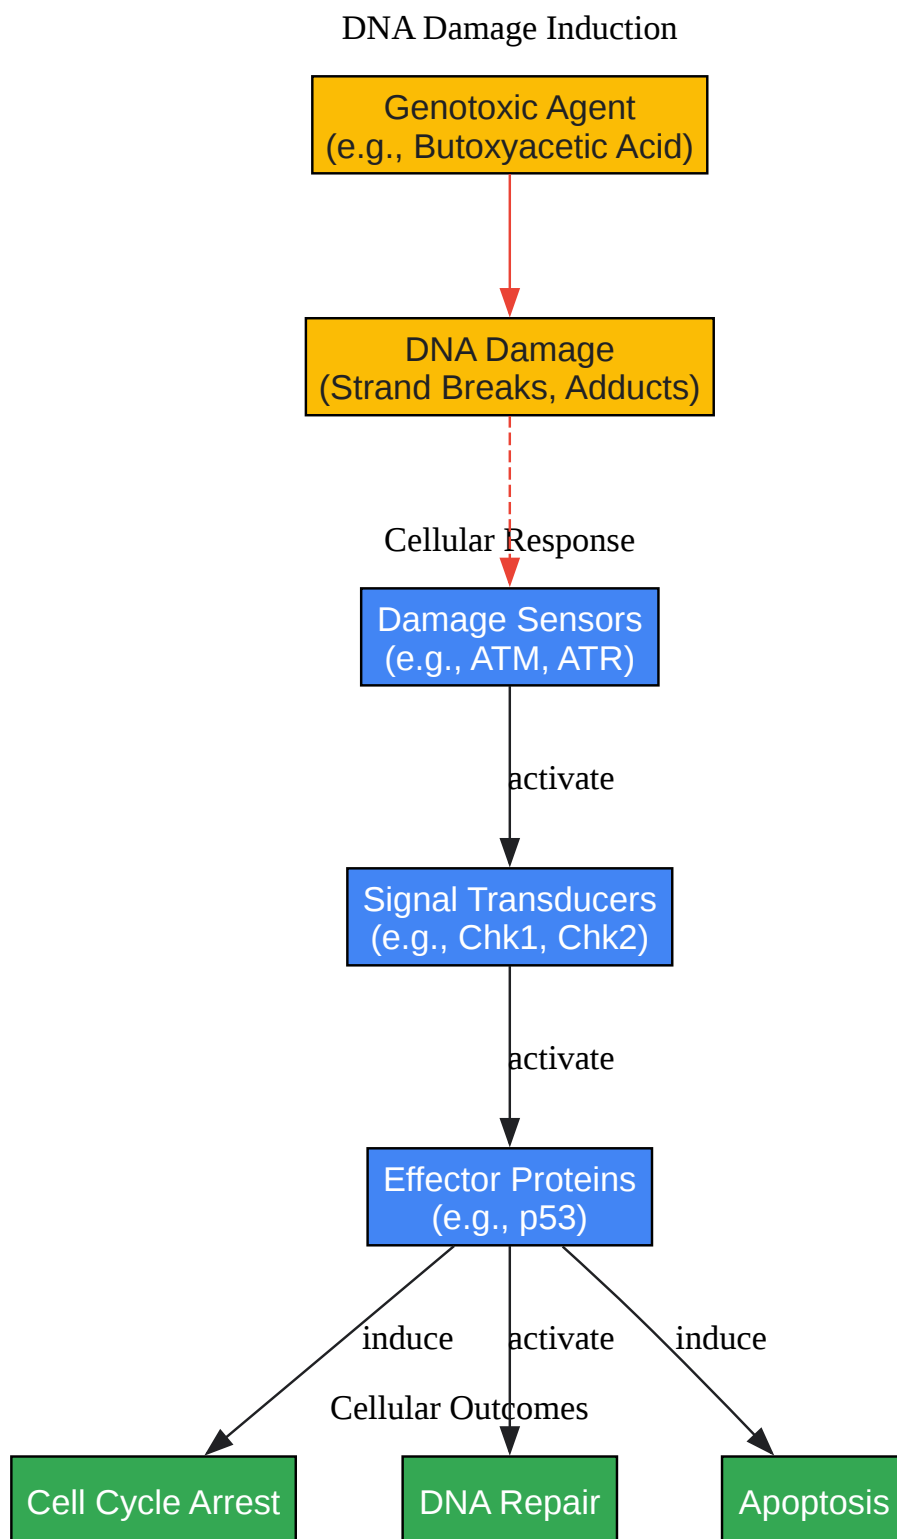 DNA Damage Induction
Genotoxic Agent
(e.g., Butoxyacetic Acid)
DNA Damage
(Strand Breaks, Adducts)
Cellular Response
Damage Sensors
(e.g., ATM, ATR)
activate
Signal Transducers
(e.g., Chk1, Chk2)
activate
Effector Proteins
(e.g., p53)
induce
activate
induce
Cellular Outcomes
Cell Cycle Arrest
DNA Repair
Apoptosis